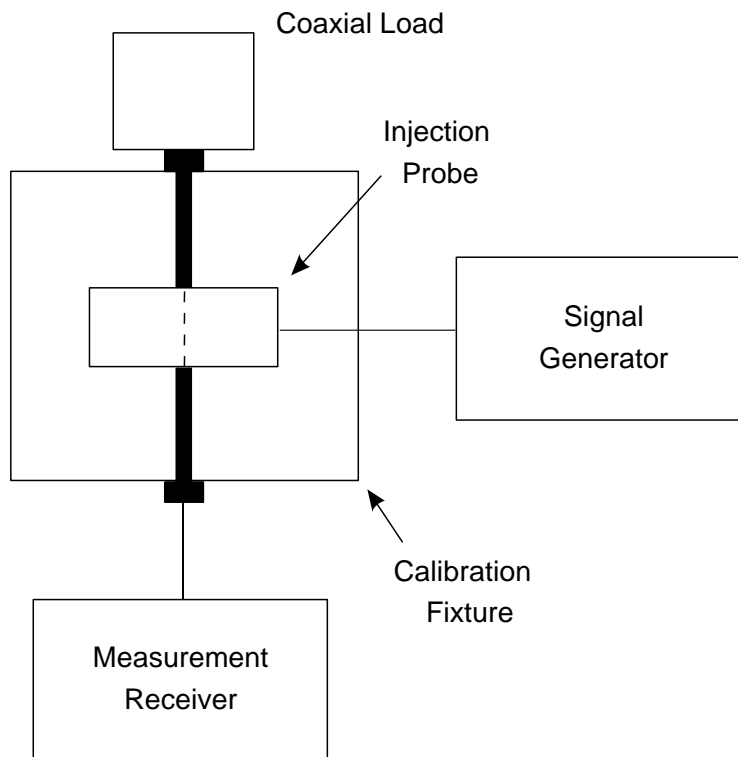 Coaxial Load
Injection
Probe
Signal
Generator
Calibration
Fixture
Measurement
Receiver